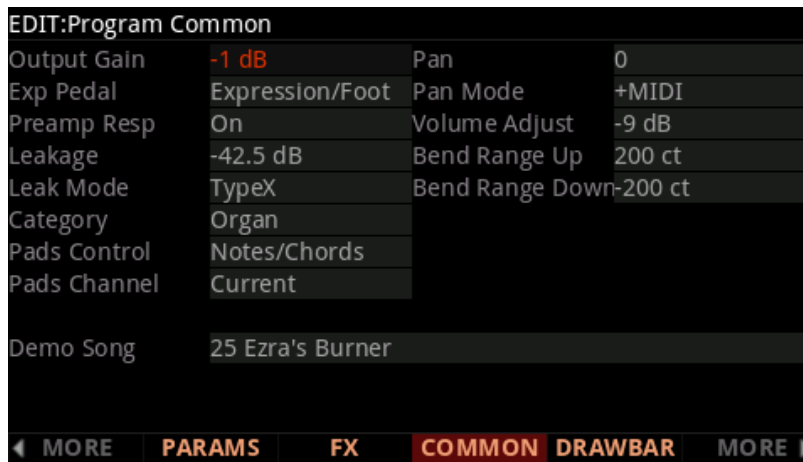 EDIT:Program Common
Output Gain -1 dB Pan 0
Exp Pedal Expression/Foot Pan Mode +MIDI
Preamp Resp On Volume Adjust -9 dB
Leakage -42.5 dB Bend Range Up 200 ct
Leak Mode TypeX Bend Range Down -200 ct
Category Organ
Pads Control Notes/Chords
Pads Channel Current
Demo Song 25 Ezra's Burner
MORE PARAMS FX COMMON DRAWBAR MORE